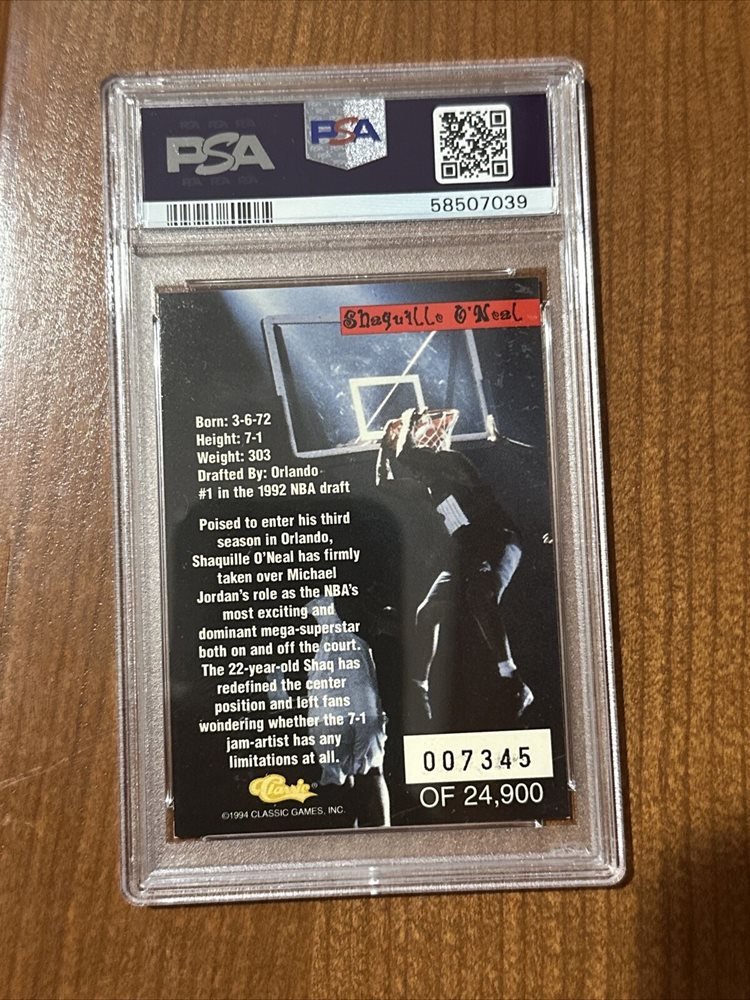 PSA
PSA
58507039
Shaquille O'Neal
Born: 3-6-72
Height: 7-1
Weight: 303
Drafted By: Orlando
#1 in the 1992 NBA draft
Poised to enter his third
season in Orlando,
Shaquille O'Neal has firmly
taken over Michael
Jordan's role as the NBA's
most exciting and
dominant mega-superstar
both on and off the court.
The 22-year-old Shaq has
redefined the center
position and left fans
wondering whether the 7-1
jam-artist has any
limitations at all.
007345
OF 24,900
Classic®
©1994 CLASSIC GAMES, INC.